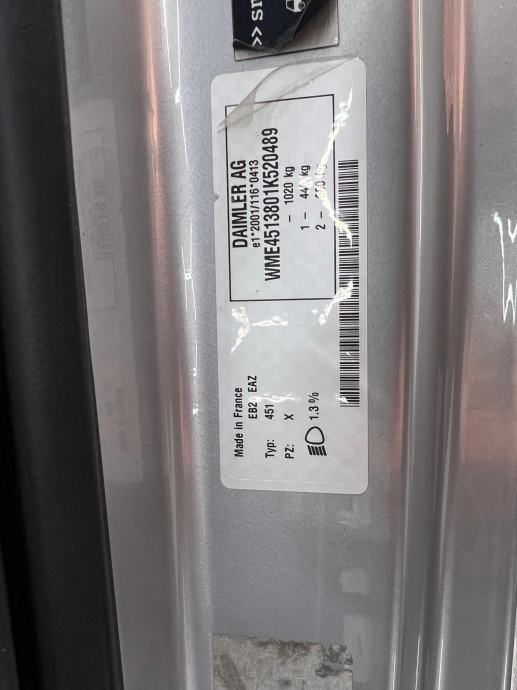 >>
DAIMLER AG
e1*2001/116*0413
WME4513801K520489
– 1020 kg
1 – kg
2 –
Made in France
EB2 EAZ
Typ: 451
PZ: X
1.3 %